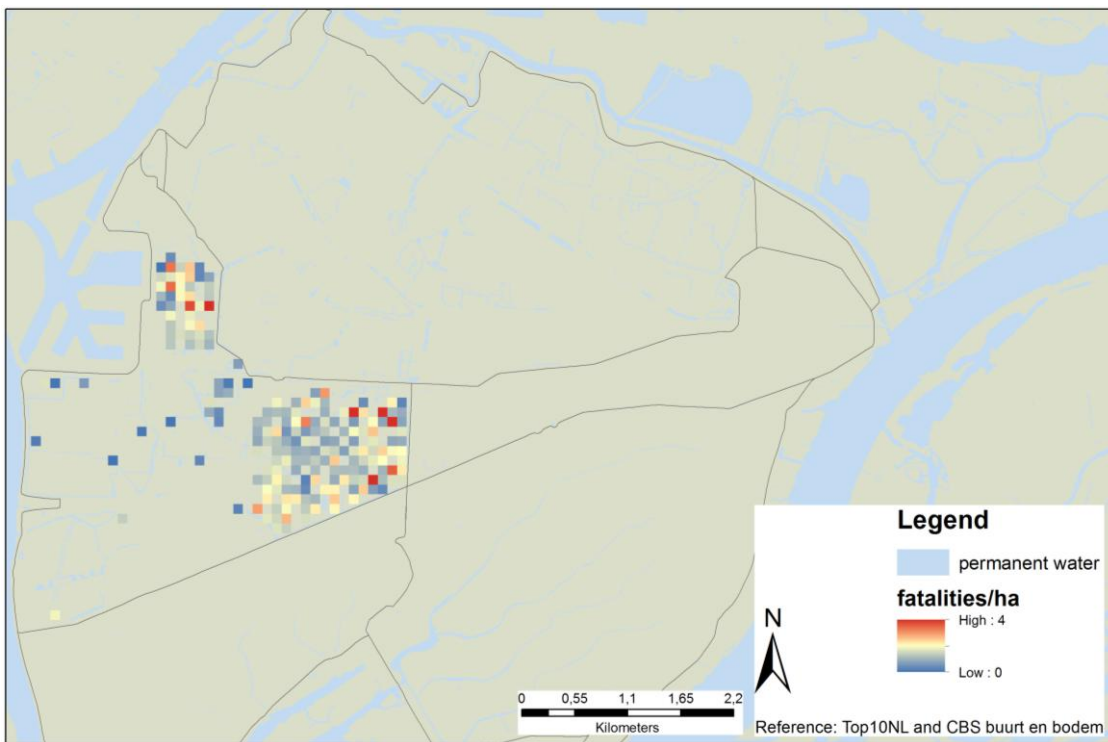 Legend
permanent water
fatalities/ha
High : 4
Low : 0
N
0 0,55 1,1 1,65 2,2
Kilometers
Reference: Top10NL and CBS buurt en bodem